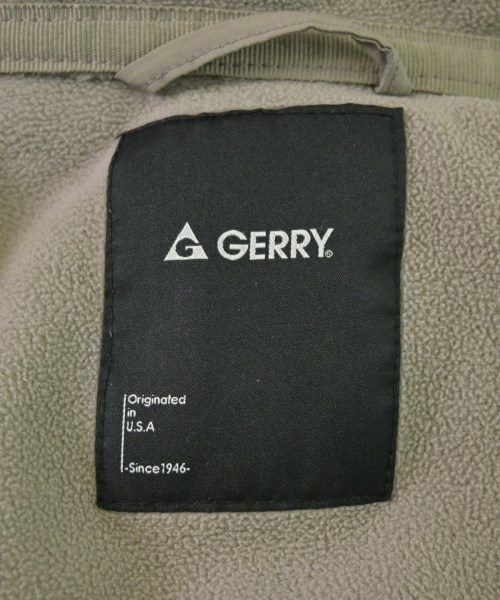 G GERRY®
Originated
in
U.S.A
-Since1946-